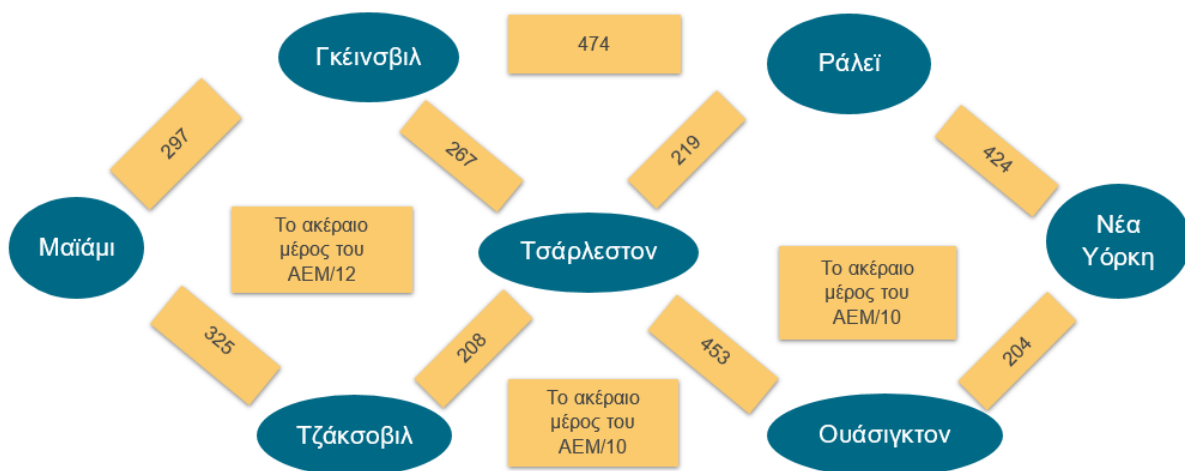 Γκέινσβιλ
474
Ράλεϊ
297
267
219
424
Μαϊάμι
Το ακέραιο
μέρος του
ΑΕΜ/12
Τσάρλεστον
Το ακέραιο
μέρος του
ΑΕΜ/10
Νέα
Υόρκη
325
208
453
204
Τζάκσοβιλ
Το ακέραιο
μέρος του
ΑΕΜ/10
Ουάσιγκτον